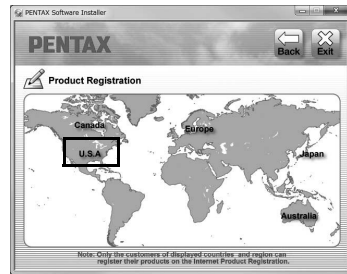 PENTAX Software Installer
PENTAX
Back
Exit
Product Registration
Canada
Europe
U.S.A
Japan
Australia
Note: Only the customers of displayed countries and region can
register their products on the Internet Product Registration.